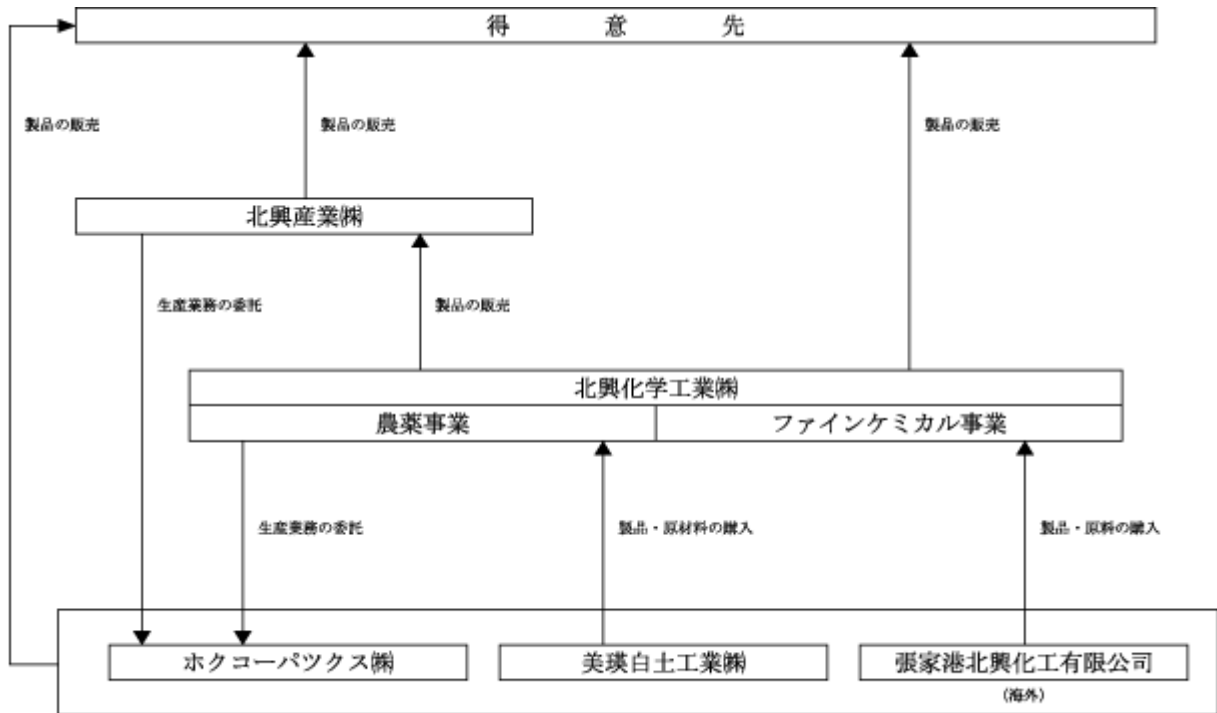 得意先
製品の販売
製品の販売
製品の販売
北興産業㈱
生産業務の委託
製品の販売
北興化学工業㈱
農薬事業
ファインケミカル事業
生産業務の委託
製品・原材料の購入
製品・原料の購入
ホクコーパツクス㈱
美瑛白土工業㈱
張家港北興化工有限公司
(海外)